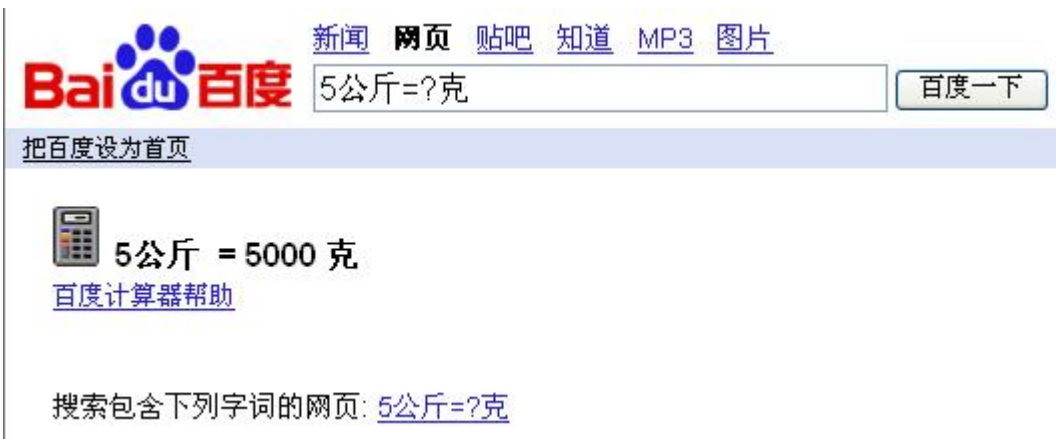 新闻 网页 贴吧 知道 MP3 图片
Bai du 百度 5公斤=?克 百度一下
把百度设为首页
5公斤 = 5000 克
百度计算器帮助
搜索包含下列字词的网页: 5公斤=?克